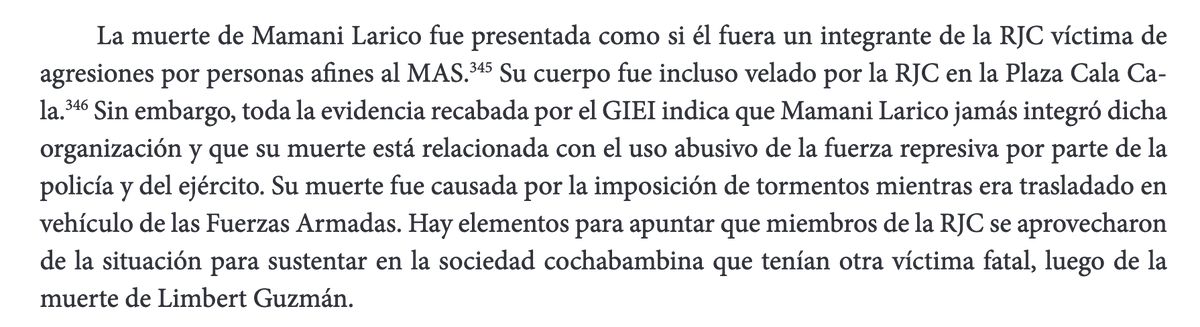 La muerte de Mamani Larico fue presentada como si él fuera un integrante de la RJC víctima de
agresiones por personas afines al MAS.³⁴⁵ Su cuerpo fue incluso velado por la RJC en la Plaza Cala Ca-
la.³⁴⁶ Sin embargo, toda la evidencia recabada por el GIEI indica que Mamani Larico jamás integró dicha
organización y que su muerte está relacionada con el uso abusivo de la fuerza represiva por parte de la
policía y del ejército. Su muerte fue causada por la imposición de tormentos mientras era trasladado en
vehículo de las Fuerzas Armadas. Hay elementos para apuntar que miembros de la RJC se aprovecharon
de la situación para sustentar en la sociedad cochabambina que tenían otra víctima fatal, luego de la
muerte de Limbert Guzmán.